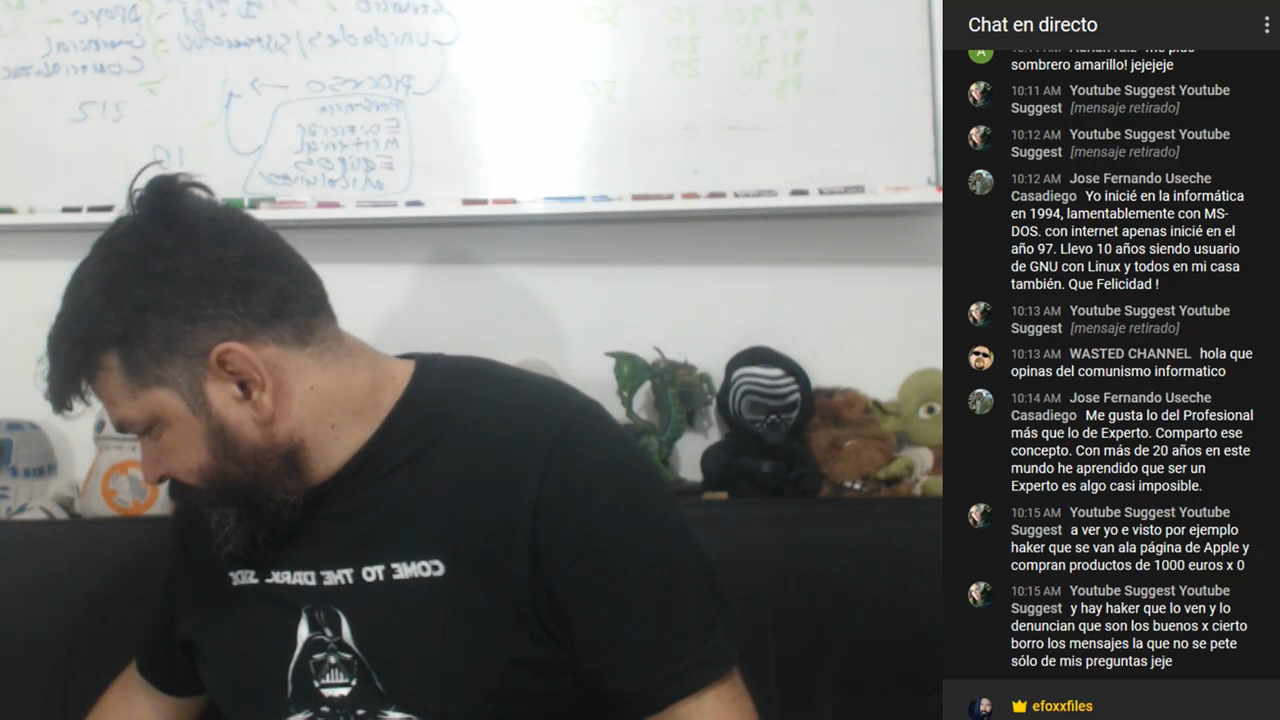 Chat en directo
sombrero amarillo! jejejeje
10:11 AM Youtube Suggest Youtube
Suggest [mensaje retirado]
10:12 AM Youtube Suggest Youtube
Suggest [mensaje retirado]
10:12 AM Jose Fernando Useche
Casadiego Yo inicié en la informática
en 1994, lamentablemente con MS-
DOS. con internet apenas inicié en el
año 97. Llevo 10 años siendo usuario
de GNU con Linux y todos en mi casa
también. Que Felicidad !
10:13 AM Youtube Suggest Youtube
Suggest [mensaje retirado]
10:13 AM WASTED CHANNEL hola que
opinas del comunismo informatico
10:14 AM Jose Fernando Useche
Casadiego Me gusta lo del Profesional
más que lo de Experto. Comparto ese
concepto. Con más de 20 años en este
mundo he aprendido que ser un
Experto es algo casi imposible.
10:15 AM Youtube Suggest Youtube
Suggest a ver yo e visto por ejemplo
haker que se van ala página de Apple y
compran productos de 1000 euros x 0
10:15 AM Youtube Suggest Youtube
Suggest y hay haker que lo ven y lo
denuncian que son los buenos x cierto
borro los mensajes la que no se pete
sólo de mis preguntas jeje
efoxxfiles
COME TO THE DARK SIDE
proceso
Equipos